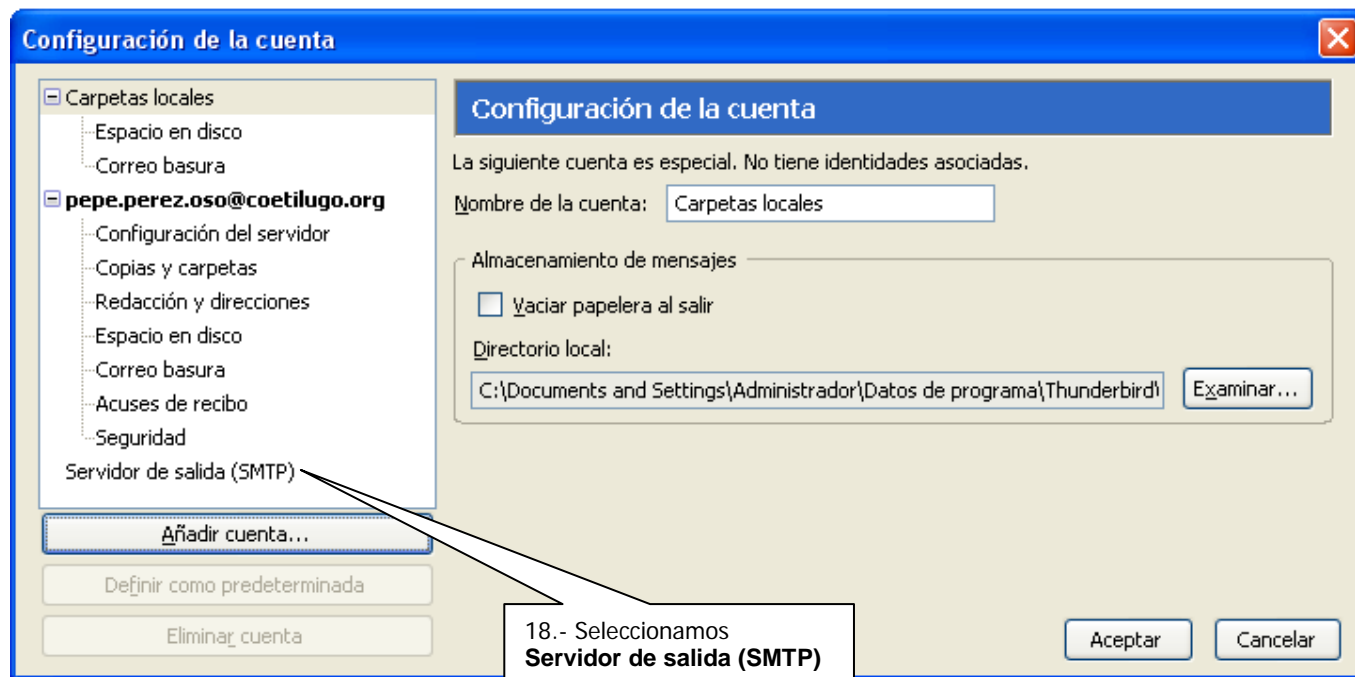 Configuración de la cuenta
Carpetas locales
Espacio en disco
Correo basura
pepe.perez.oso@coetilugo.org
Configuración del servidor
Copias y carpetas
Redacción y direcciones
Espacio en disco
Correo basura
Acuses de recibo
Seguridad
Servidor de salida (SMTP)
Añadir cuenta...
Definir como predeterminada
Eliminar cuenta
Configuración de la cuenta
La siguiente cuenta es especial. No tiene identidades asociadas.
Nombre de la cuenta: Carpetas locales
Almacenamiento de mensajes
Vaciar papelera al salir
Directorio local:
C:\Documents and Settings\Administrador\Datos de programa\Thunderbird\ Examinar...
18.- Seleccionamos
Servidor de salida (SMTP)
Aceptar Cancelar